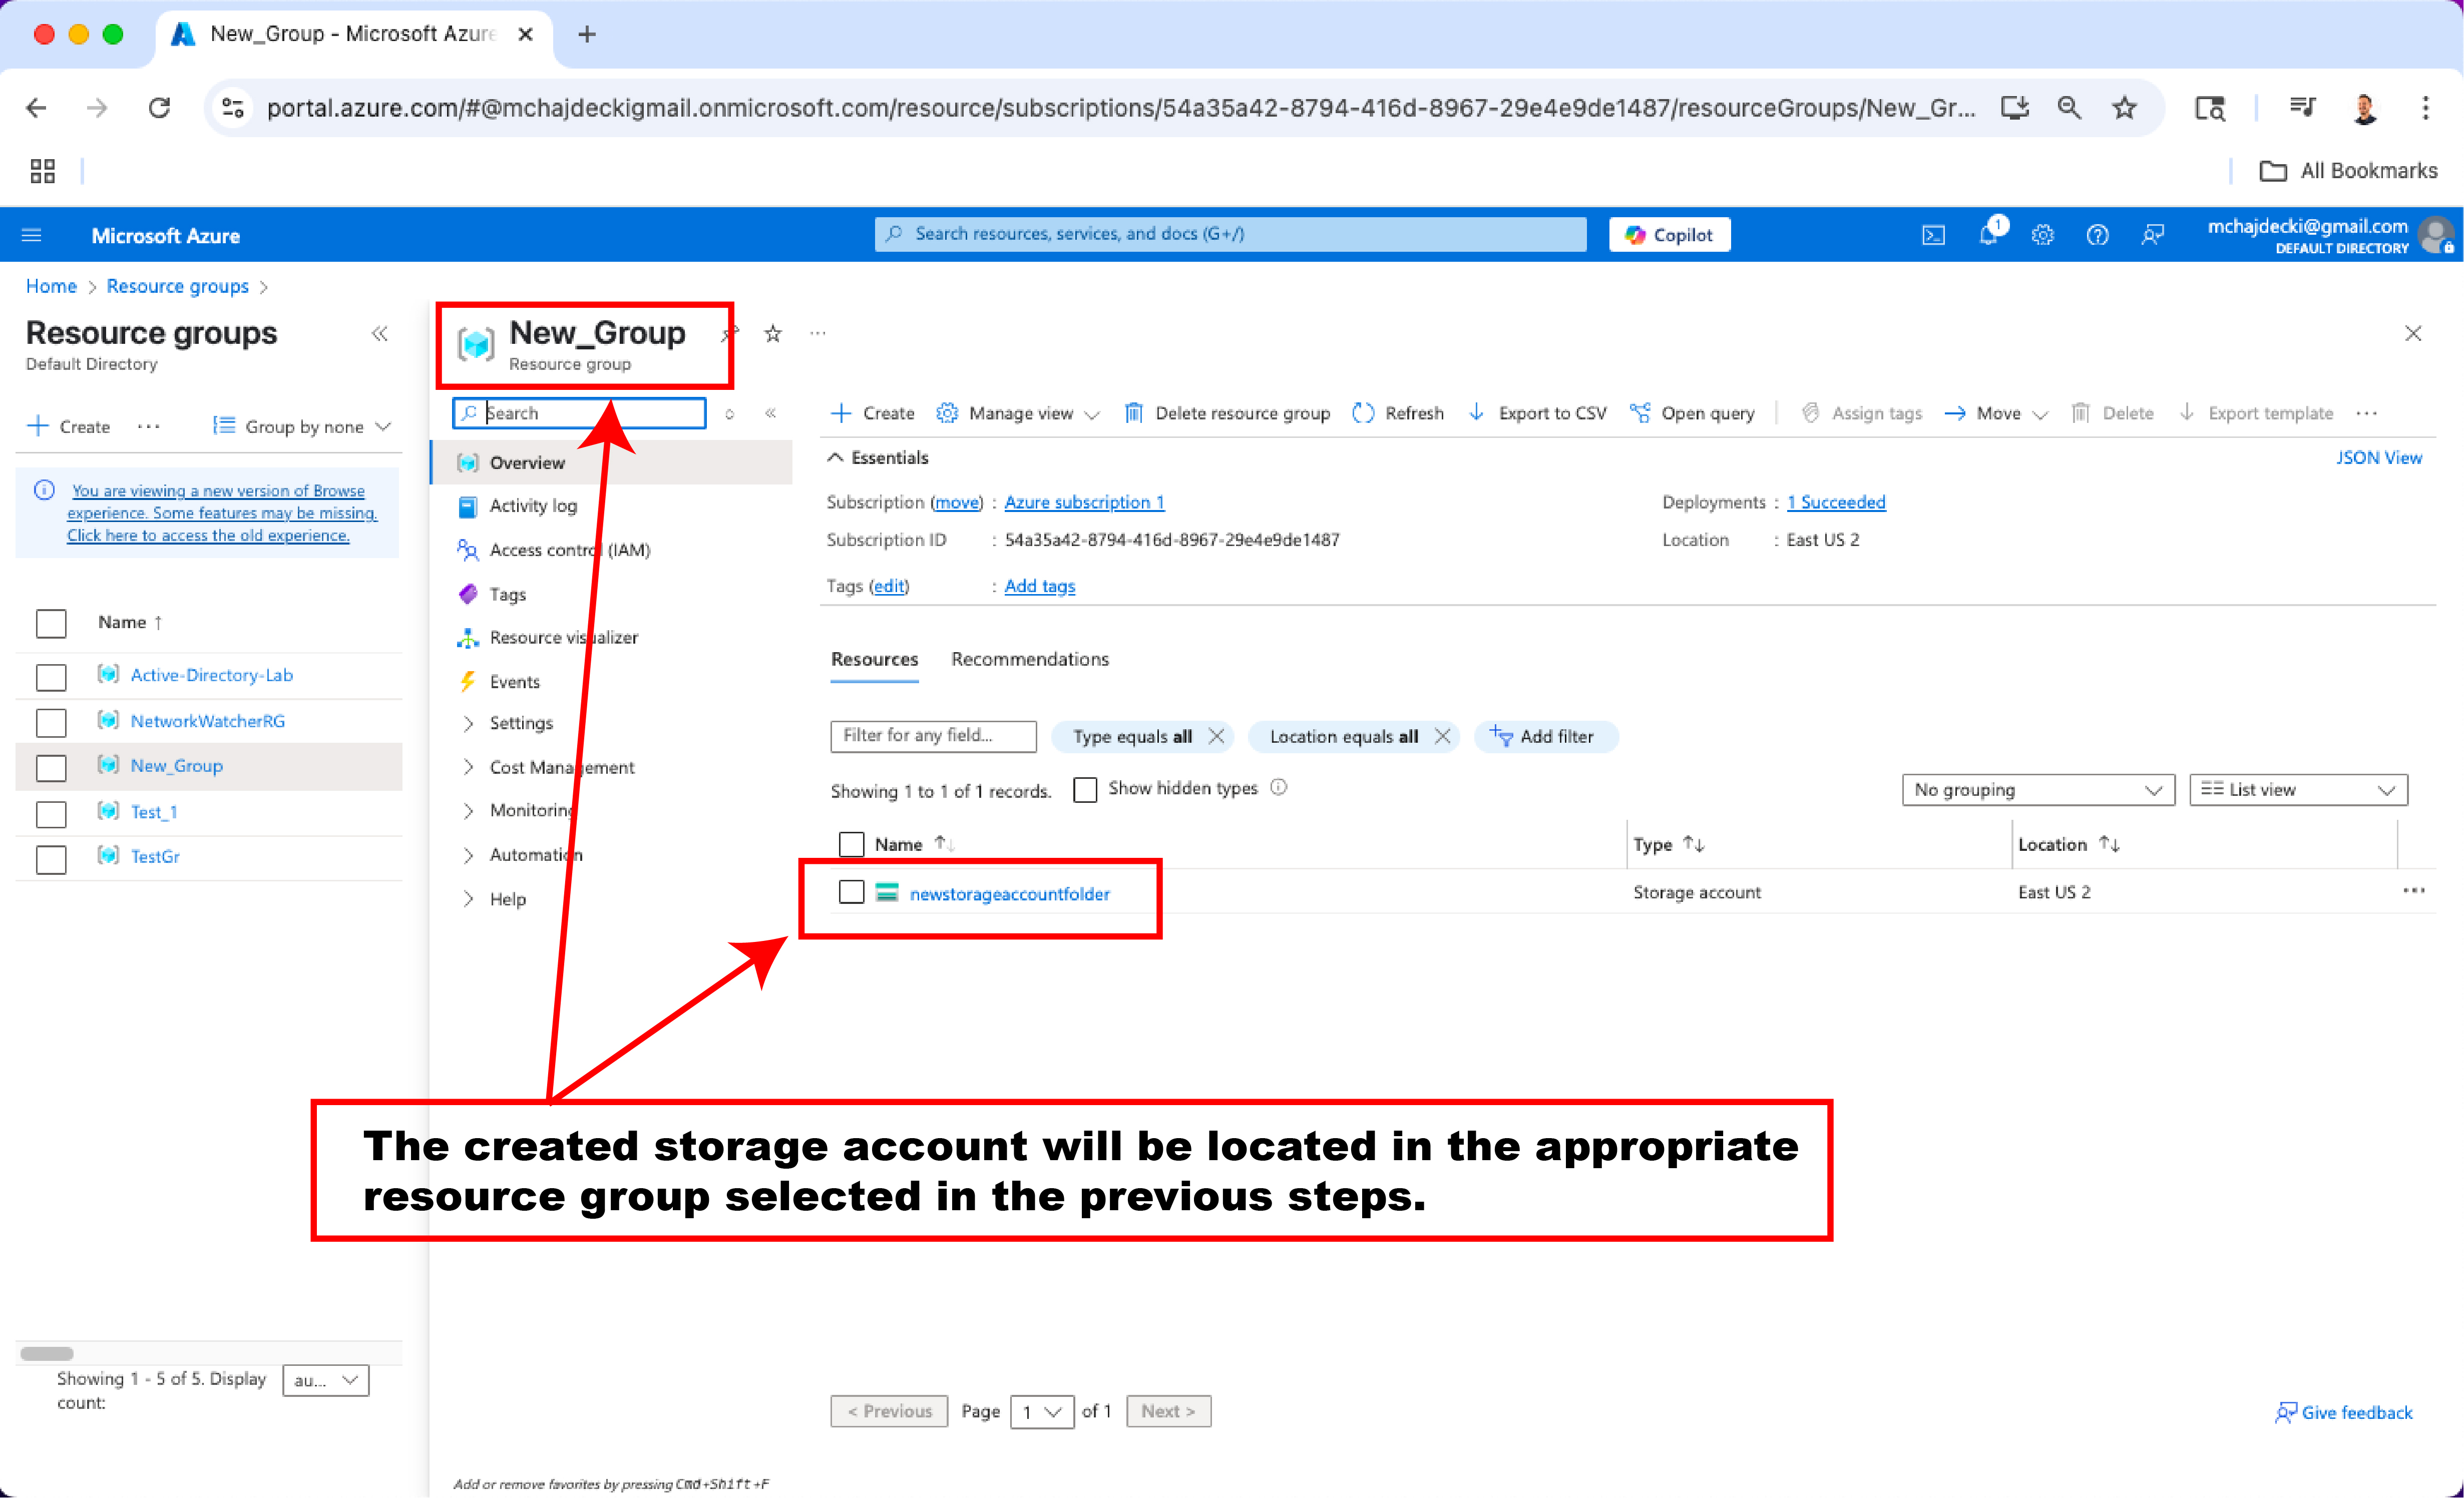 New_Group - Microsoft Azure
portal.azure.com/#@mchajdeckigmail.onmicrosoft.com/resource/subscriptions/54a35a42-8794-416d-8967-29e4e9de1487/resourceGroups/New_Gr...
All Bookmarks
Microsoft Azure
Search resources, services, and docs (G+/)
Copilot
1
mchajdecki@gmail.com
DEFAULT DIRECTORY
Home > Resource groups >
Resource groups
Default Directory
+ Create ... Group by none
You are viewing a new version of Browse
experience. Some features may be missing.
Click here to access the old experience.
Name ↑
Active-Directory-Lab
NetworkWatcherRG
New_Group
Test_1
TestGr
Showing 1 - 5 of 5. Display
count:
au...
New_Group
Resource group
Search
Overview
Activity log
Access control (IAM)
Tags
Resource visualizer
Events
Settings
Cost Management
Monitoring
Automation
Help
Add or remove favorites by pressing Cmd+Shift+F
+ Create Manage view Delete resource group Refresh Export to CSV Open query Assign tags Move Delete Export template ...
Essentials
JSON View
Subscription (move) : Azure subscription 1
Deployments : 1 Succeeded
Subscription ID : 54a35a42-8794-416d-8967-29e4e9de1487
Location : East US 2
Tags (edit) : Add tags
Resources Recommendations
Filter for any field... Type equals all Location equals all Add filter
Showing 1 to 1 of 1 records. Show hidden types
No grouping List view
Name ↑↓ Type ↑↓ Location ↑↓
newstorageaccountfolder Storage account East US 2 ...
The created storage account will be located in the appropriate
resource group selected in the previous steps.
< Previous Page 1 of 1 Next >
Give feedback